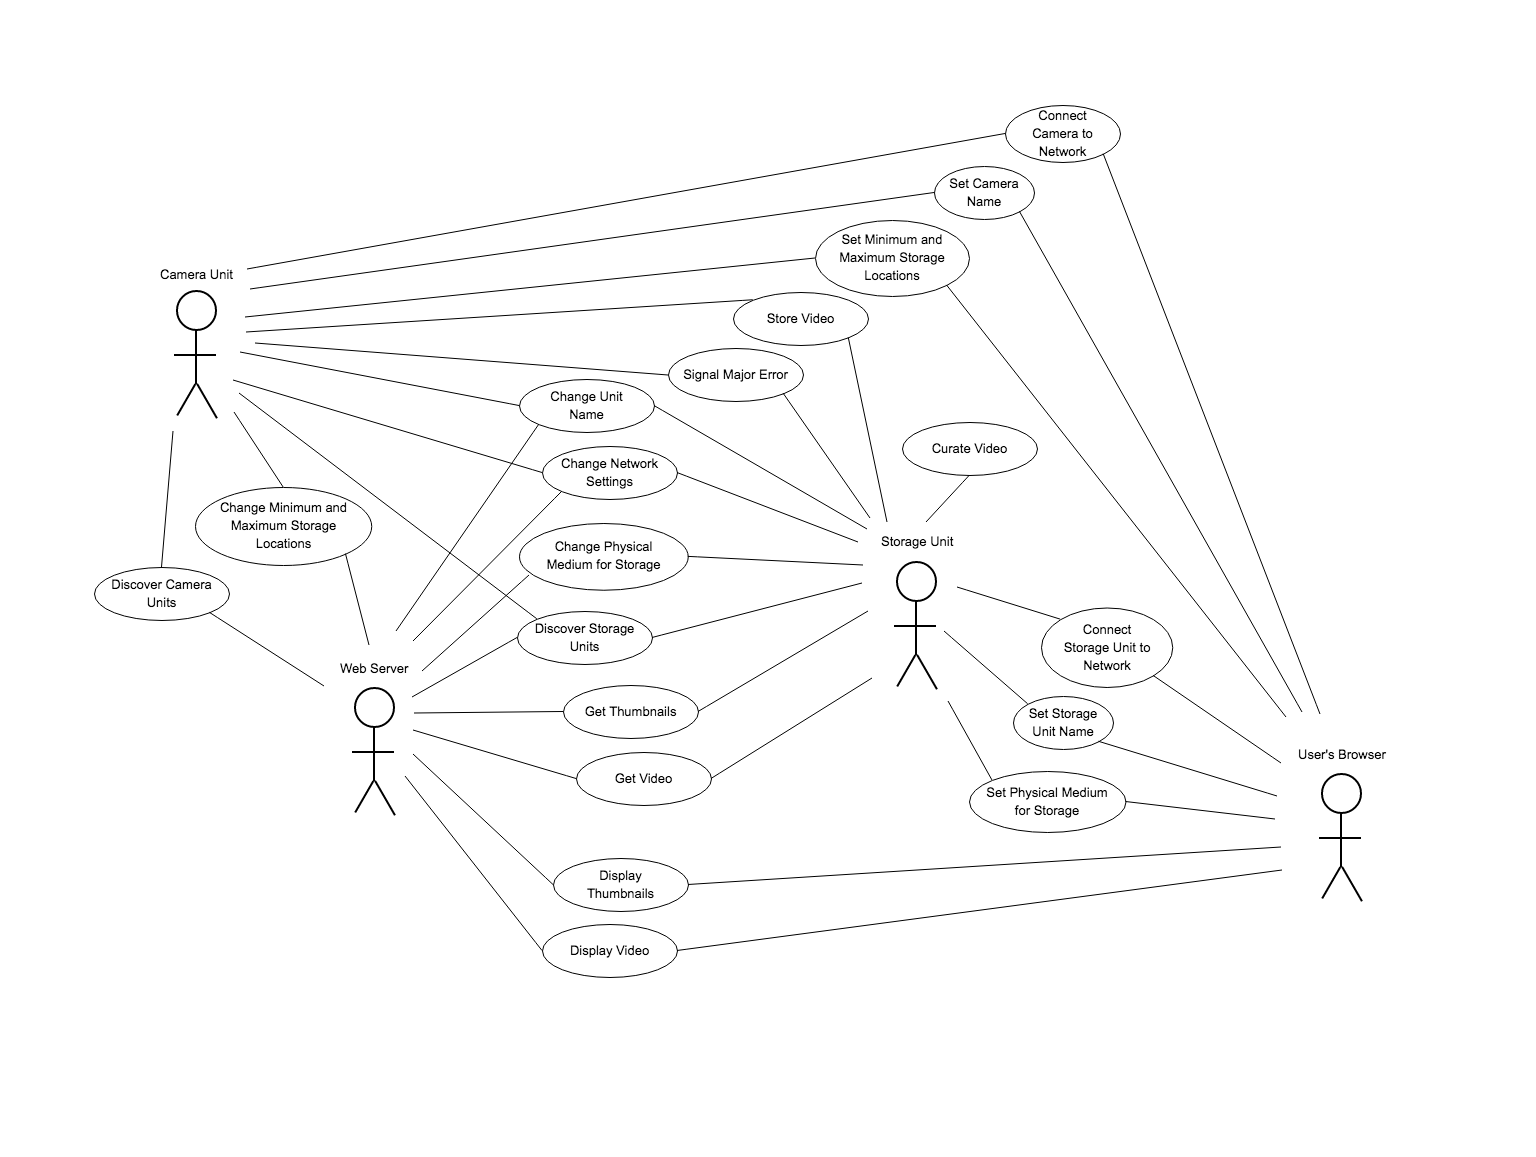 Connect
Camera to
Network
Set Camera
Name
Set Minimum and
Maximum Storage
Locations
Camera Unit
Store Video
Signal Major Error
Change Unit
Name
Curate Video
Change Network
Settings
Change Minimum and
Maximum Storage
Locations
Change Physical
Medium for Storage
Storage Unit
Discover Camera
Units
Discover Storage
Units
Connect
Storage Unit to
Network
Web Server
Get Thumbnails
Set Storage
Unit Name
User's Browser
Get Video
Set Physical Medium
for Storage
Display
Thumbnails
Display Video